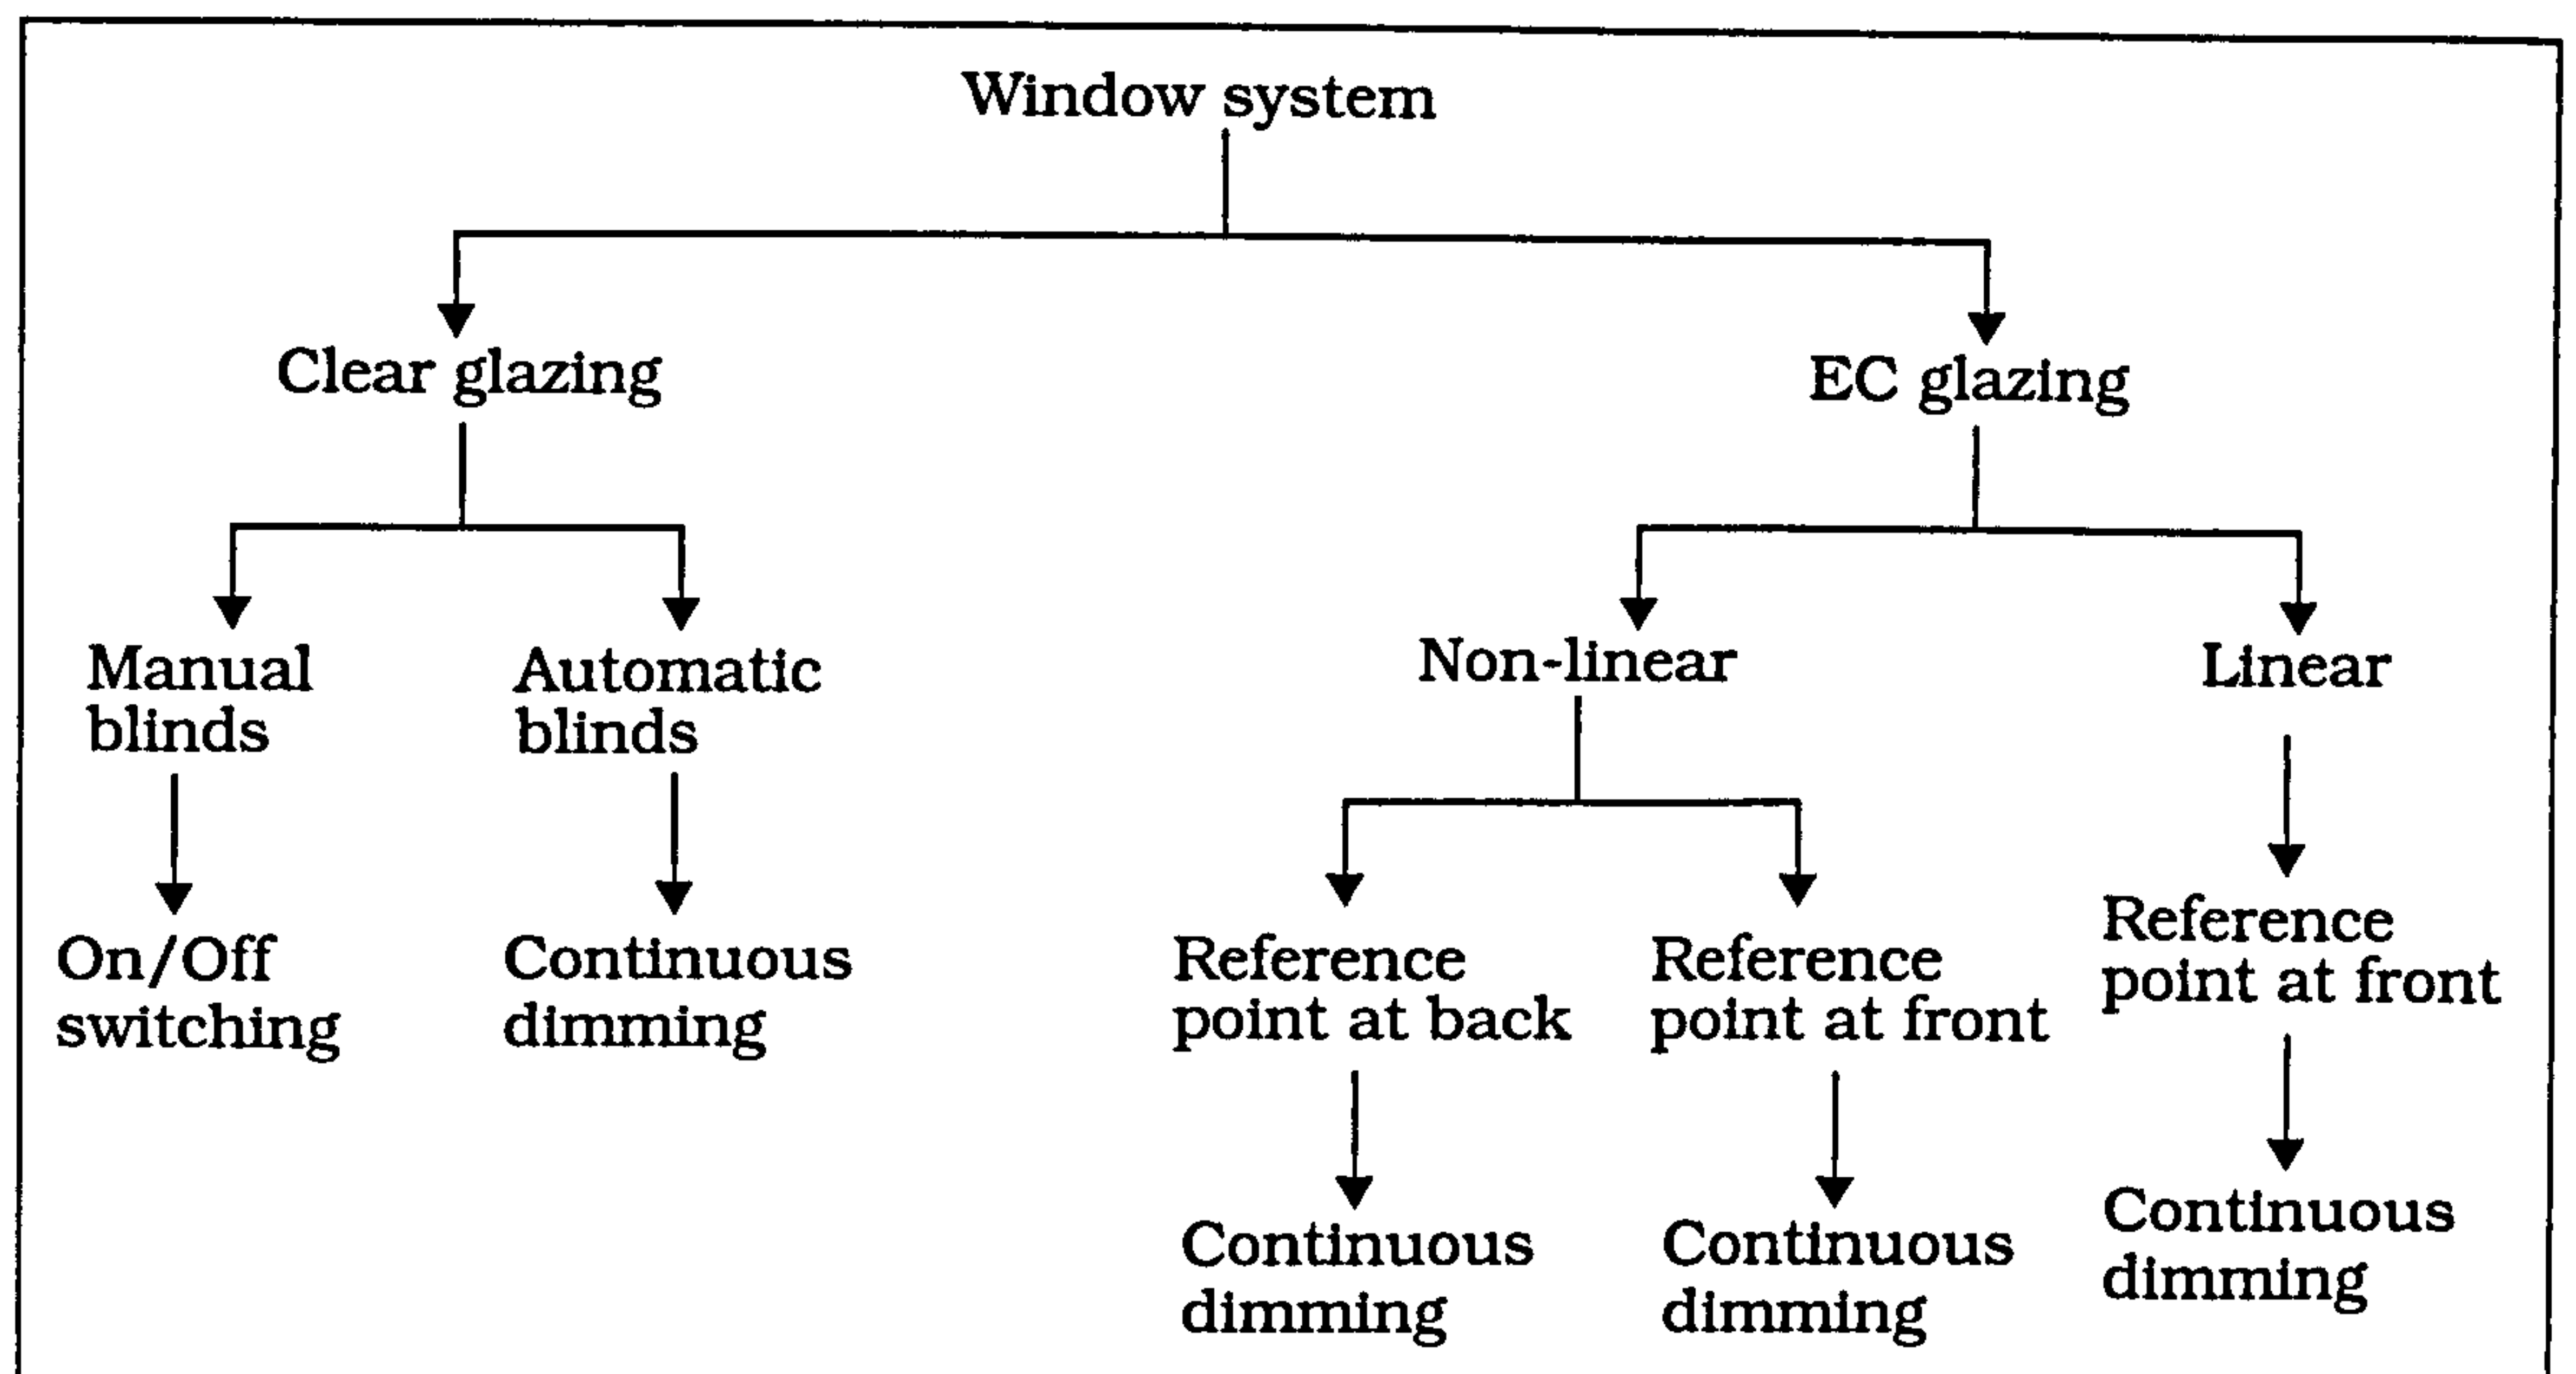 Window system
Clear glazing
EC glazing
Manual
blinds
Automatic
blinds
Non-linear
Linear
On/Off
switching
Continuous
dimming
Reference
point at back
Reference
point at front
Reference
point at front
Continuous
dimming
Continuous
dimming
Continuous
dimming